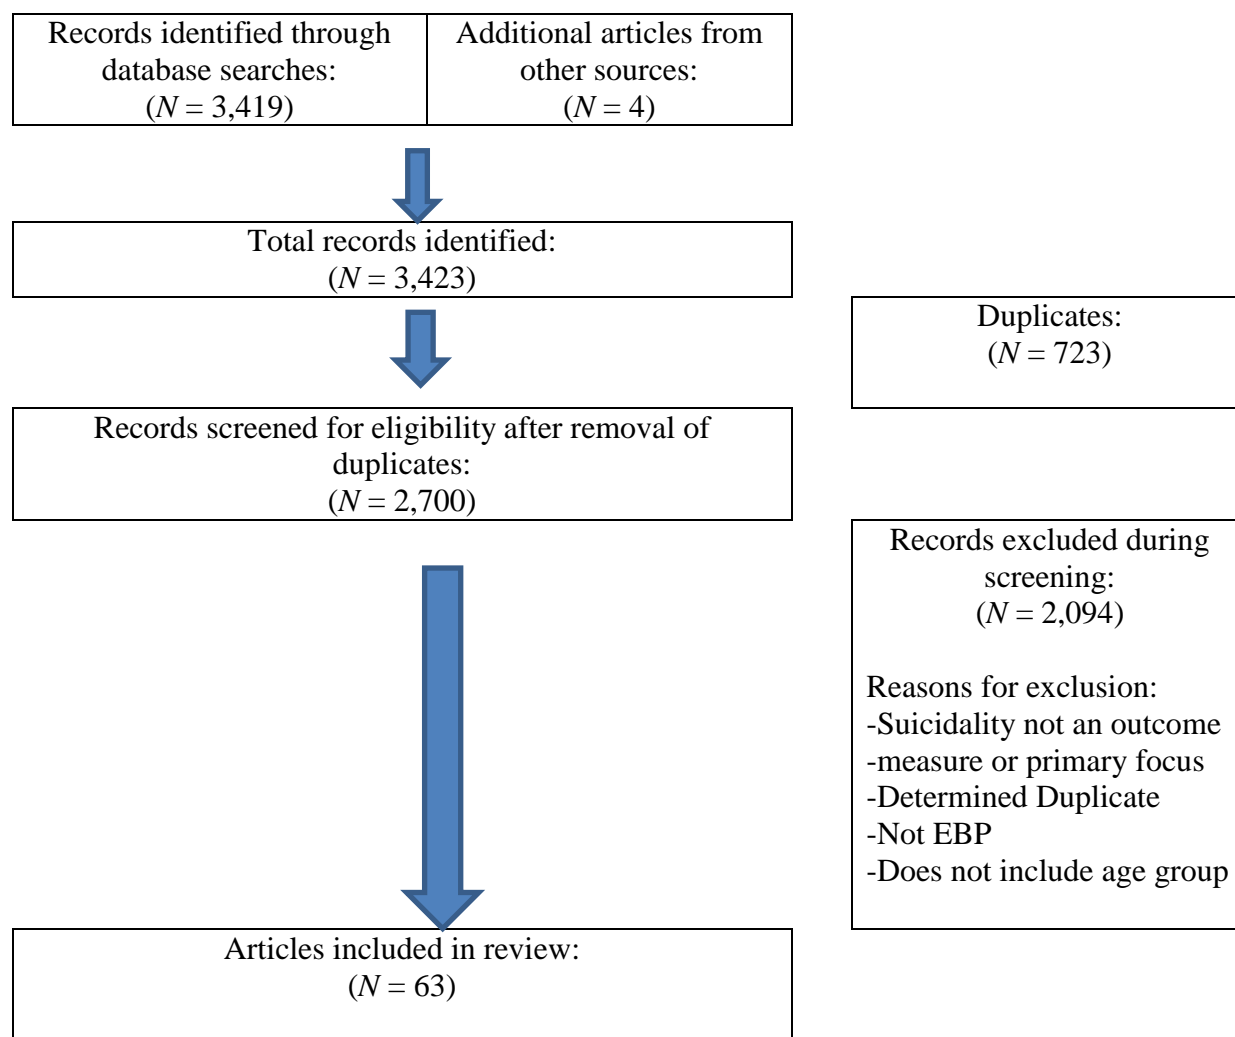 Records identified through
database searches:
(N = 3,419)
Additional articles from
other sources:
(N = 4)
Total records identified:
(N = 3,423)
Duplicates:
(N = 723)
Records screened for eligibility after removal of
duplicates:
(N = 2,700)
Records excluded during
screening:
(N = 2,094)
Reasons for exclusion:
-Suicidality not an outcome
-measure or primary focus
-Determined Duplicate
-Not EBP
-Does not include age group
Articles included in review:
(N = 63)